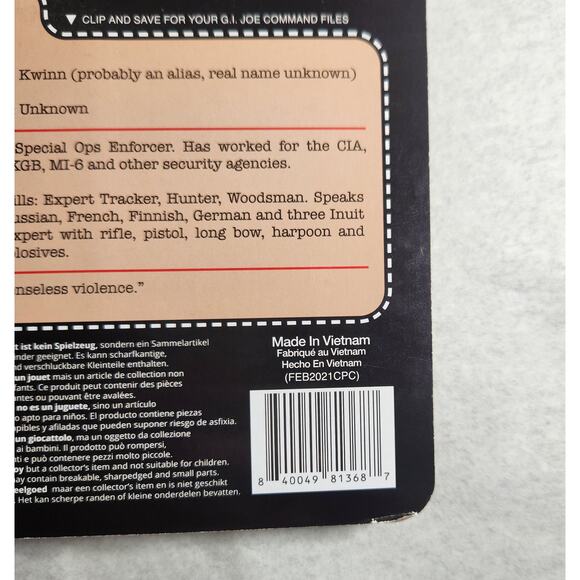 ▼ CLIP AND SAVE FOR YOUR G.I. JOE COMMAND FILES
Kwinn (probably an alias, real name unknown)
Unknown
Special Ops Enforcer. Has worked for the CIA,
KGB, MI-6 and other security agencies.
ills: Expert Tracker, Hunter, Woodsman. Speaks
ussian, French, Finnish, German and three Inuit
xpert with rifle, pistol, long bow, harpoon and
plosives.
nseless violence."
t ist kein Spielzeug, sondern ein Sammelartikel
inder geeignet. Es kann scharfkantige,
nd verschluckbare Kleinteile enthalten.
un jouet mais un article de collection non
fants. Ce produit peut contenir des pièces
antes ou pouvant être avalées.
no es un juguete, sino un artículo
o apto para niños. El producto contiene piezas
upibles y afiladas que pueden suponer riesgo de asfixia.
un giocattolo, ma un oggetto da collezione
ai bambini. Il prodotto può rompersi,
ti e può contenere pezzi molto piccole.
oy but a collector's item and not suitable for children.
ay contain breakable, sharpedged and small parts.
eelgoed maar een collector's item en is niet geschikt
Het kan scherpe randen of kleine onderdelen bevatten.
Made In Vietnam
Fabriqué au Vietnam
Hecho En Vietnam
(FEB2021CPC)
8 40049 81368 7